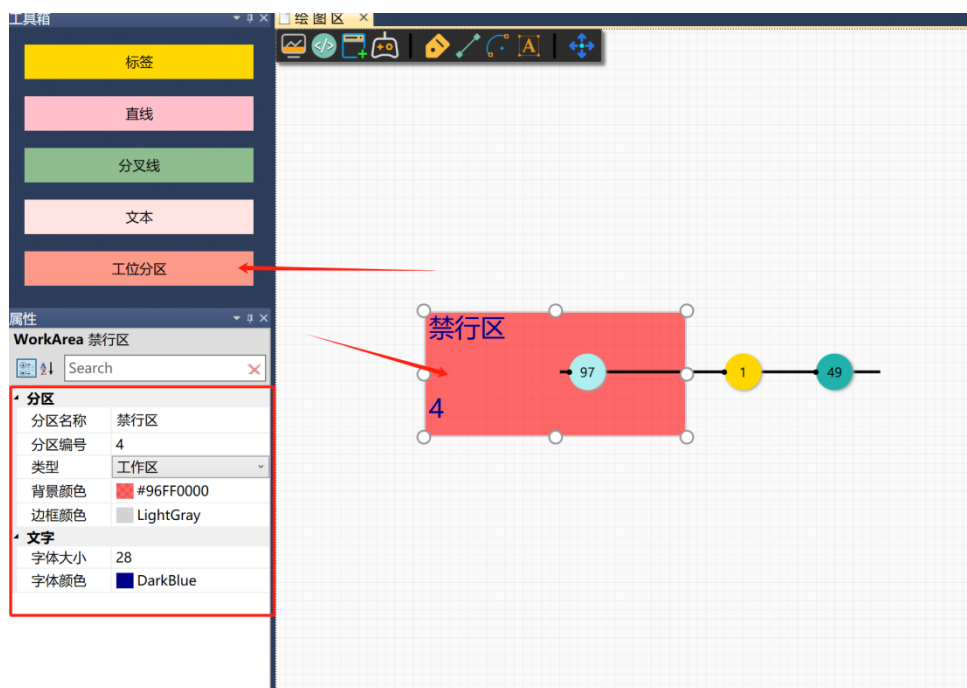 工具箱
绘图区
标签
直线
分叉线
文本
工位分区
属性
WorkArea 禁行区
Search
分区
分区名称 禁行区
分区编号 4
类型 工作区
背景颜色 #96FF0000
边框颜色 LightGray
文字
字体大小 28
字体颜色 DarkBlue
A
禁行区
4
97
1
49